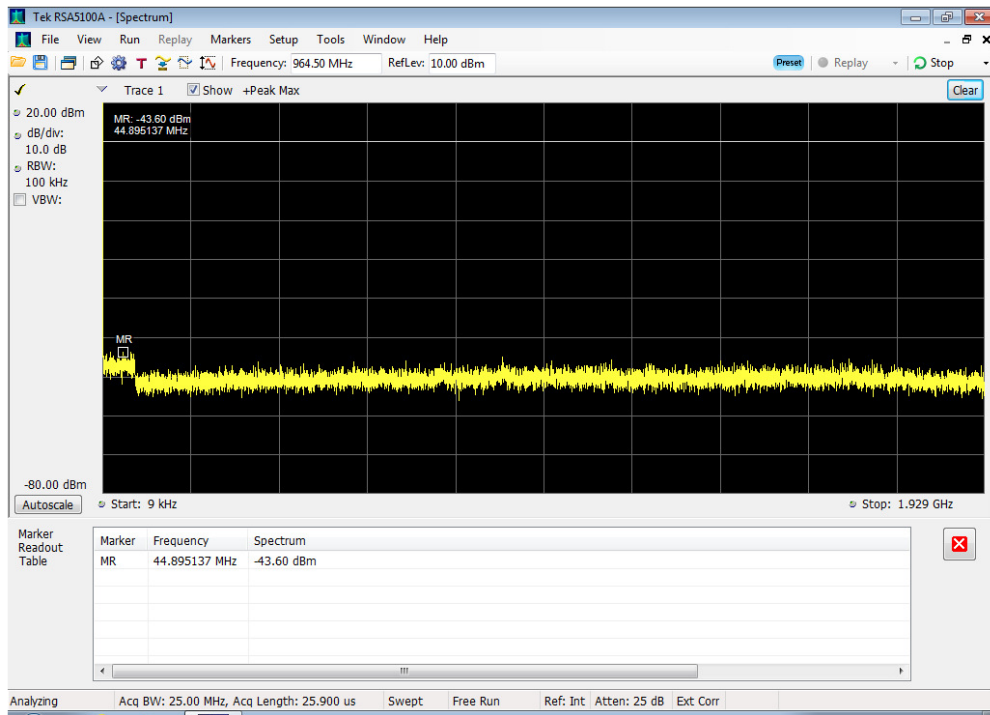 Tek RSA5100A - [Spectrum]
File View Run Replay Markers Setup Tools Window Help
T Frequency: 964.50 MHz RefLev: 10.00 dBm Preset Replay Stop
Trace 1 Show +Peak Max Clear
20.00 dBm
dB/div:
10.0 dB
RBW:
100 kHz
VBW:
MR: -43.60 dBm
44.895137 MHz
MR
-80.00 dBm
Autoscale Start: 9 kHz Stop: 1.929 GHz
Marker
Readout
Table
Marker Frequency Spectrum
MR 44.895137 MHz -43.60 dBm
Analyzing Acq BW: 25.00 MHz, Acq Length: 25.900 us Swept Free Run Ref: Int Atten: 25 dB Ext Corr